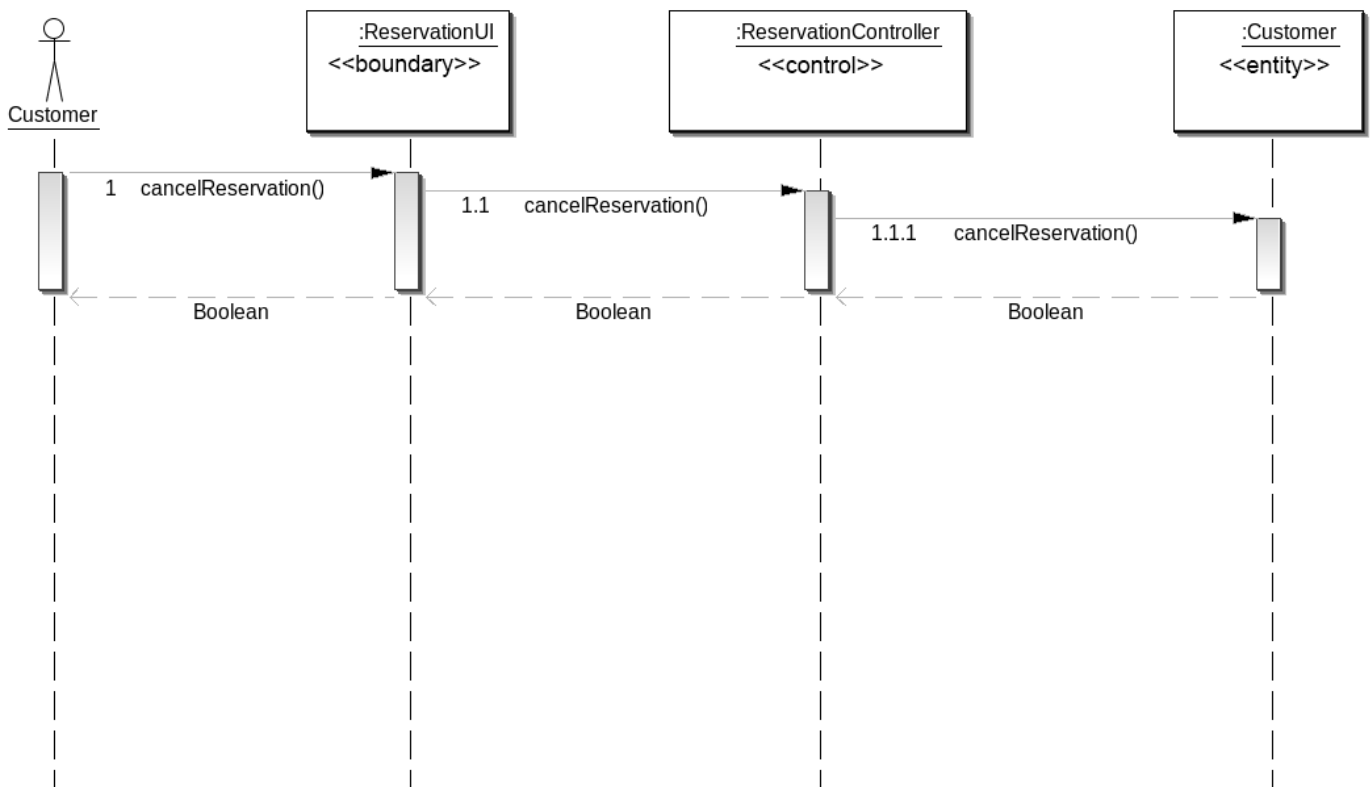 :ReservationUI
<<boundary>>
:ReservationController
<<control>>
:Customer
<<entity>>
Customer
1 cancelReservation()
1.1 cancelReservation()
1.1.1 cancelReservation()
Boolean
Boolean
Boolean